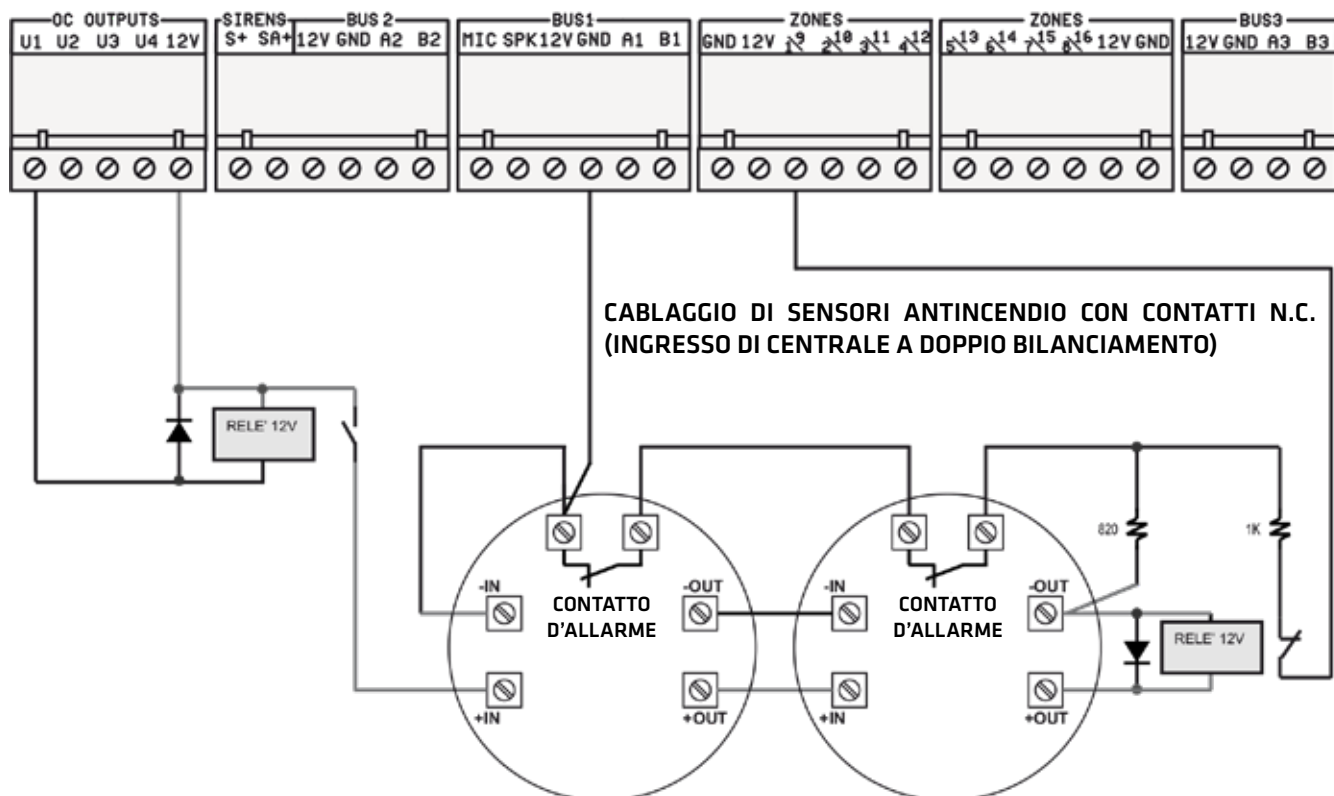 OC OUTPUTS SIRENS BUS 2 BUS1 ZONES ZONES BUS3
U1 U2 U3 U4 12V S+ SA+ 12V GND A2 B2 MIC SPK 12V GND A1 B1 GND 12V 1 9 2 10 3 11 4 12 5 13 6 14 7 15 8 16 12V GND 12V GND A3 B3
CABLAGGIO DI SENSORI ANTINCENDIO CON CONTATTI N.C.
(INGRESSO DI CENTRALE A DOPPIO BILANCIAMENTO)
RELE' 12V
820
1K
-IN
CONTATTO
D'ALLARME
-OUT
+IN
+OUT
-IN
CONTATTO
D'ALLARME
-OUT
+IN
+OUT
RELE' 12V